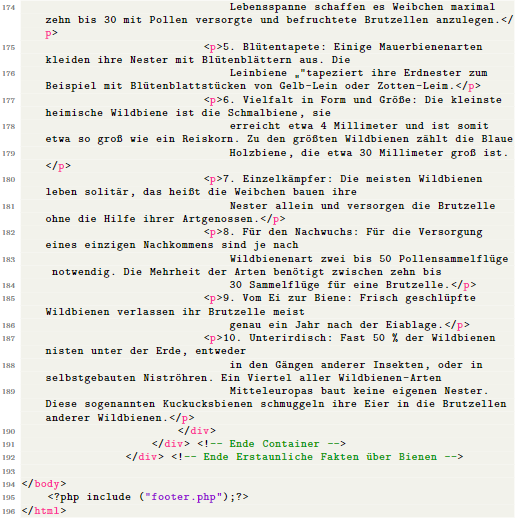 174 Lebensspanne schaffen es Weibchen maximal
zehn bis 30 mit Pollen versorgte und befruchtete Brutzellen anzulegen.</
p>
175 <p>5. Blütentapete: Einige Mauerbienenarten
kleiden ihre Nester mit Blütenblättern aus. Die
176 Leinbiene „"tapeziert ihre Erdnester zum
Beispiel mit Blütenblattstücken von Gelb-Lein oder Zotten-Leim.</p>
177 <p>6. Vielfalt in Form und Größe: Die kleinste
heimische Wildbiene ist die Schmalbiene, sie
178 erreicht etwa 4 Millimeter und ist somit
etwa so groß wie ein Reiskorn. Zu den größten Wildbienen zählt die Blaue
179 Holzbiene, die etwa 30 Millimeter groß ist.
</p>
180 <p>7. Einzelkämpfer: Die meisten Wildbienen
leben solitär, das heißt die Weibchen bauen ihre
181 Nester allein und versorgen die Brutzelle
ohne die Hilfe ihrer Artgenossen.</p>
182 <p>8. Für den Nachwuchs: Für die Versorgung
eines einzigen Nachkommens sind je nach
183 Wildbienenart zwei bis 50 Pollensammelflüge
notwendig. Die Mehrheit der Arten benötigt zwischen zehn bis
184 30 Sammelflüge für eine Brutzelle.</p>
185 <p>9. Vom Ei zur Biene: Frisch geschlüpfte
Wildbienen verlassen ihr Brutzelle meist
186 genau ein Jahr nach der Eiablage.</p>
187 <p>10. Unterirdisch: Fast 50 % der Wildbienen
nisten unter der Erde, entweder
188 in den Gängen anderer Insekten, oder in
selbstgebauten Niströhren. Ein Viertel aller Wildbienen-Arten
189 Mitteleuropas baut keine eigenen Nester.
Diese sogenannten Kuckucksbienen schmuggeln ihre Eier in die Brutzellen
anderer Wildbienen.</p>
190 </div>
191 </div> <!-- Ende Container -->
192 </div> <!-- Ende Erstaunliche Fakten über Bienen -->
193
194 </body>
195 <?php include ("footer.php");?>
196 </html>